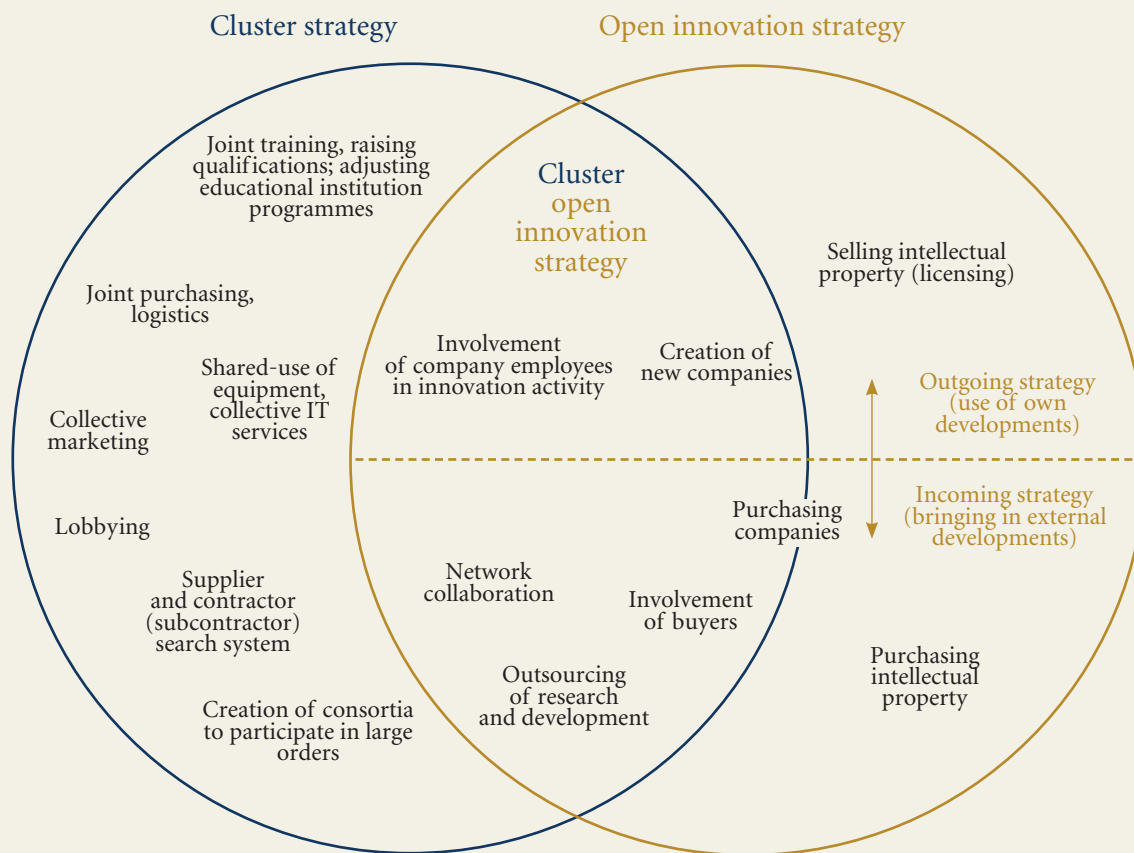 Cluster strategy
Open innovation strategy
Joint training, raising
qualifications; adjusting
educational institution
programmes
Cluster
open
innovation
strategy
Selling intellectual
property (licensing)
Joint purchasing,
logistics
Involvement
of company employees
in innovation activity
Creation of
new companies
Shared-use of
equipment,
collective IT
services
Outgoing strategy
(use of own
developments)
Collective
marketing
Incoming strategy
(bringing in external
developments)
Purchasing
companies
Lobbying
Network
collaboration
Supplier
and contractor
(subcontractor)
search system
Involvement
of buyers
Purchasing
intellectual
property
Outsourcing
of research
and development
Creation of consortia
to participate in large
orders